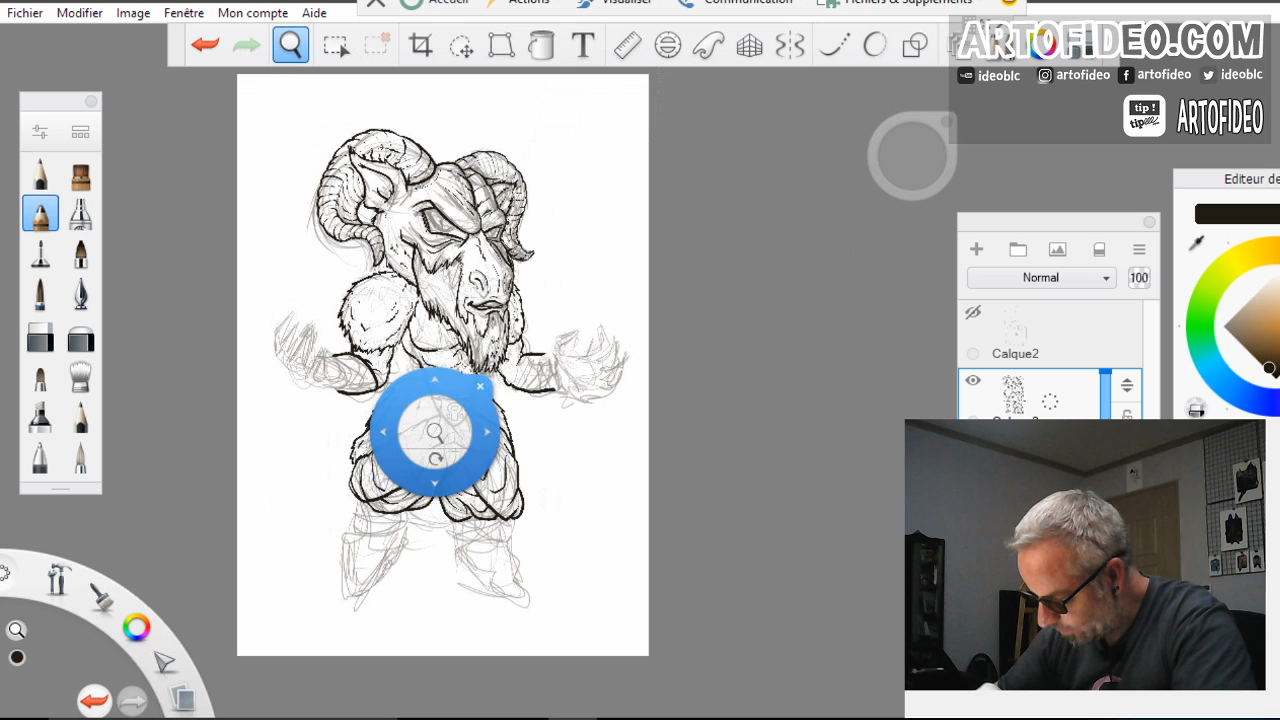 Accueil Actions Visualiser Communication Fichiers & Suppléments
Fichier Modifier Image Fenêtre Mon compte Aide
ARTOFIDEO.COM
ideoblc artofideo artofideo ideoblc
tip!
tip
ARTOFIDEO
Editeur de
Normal 100
Calque2